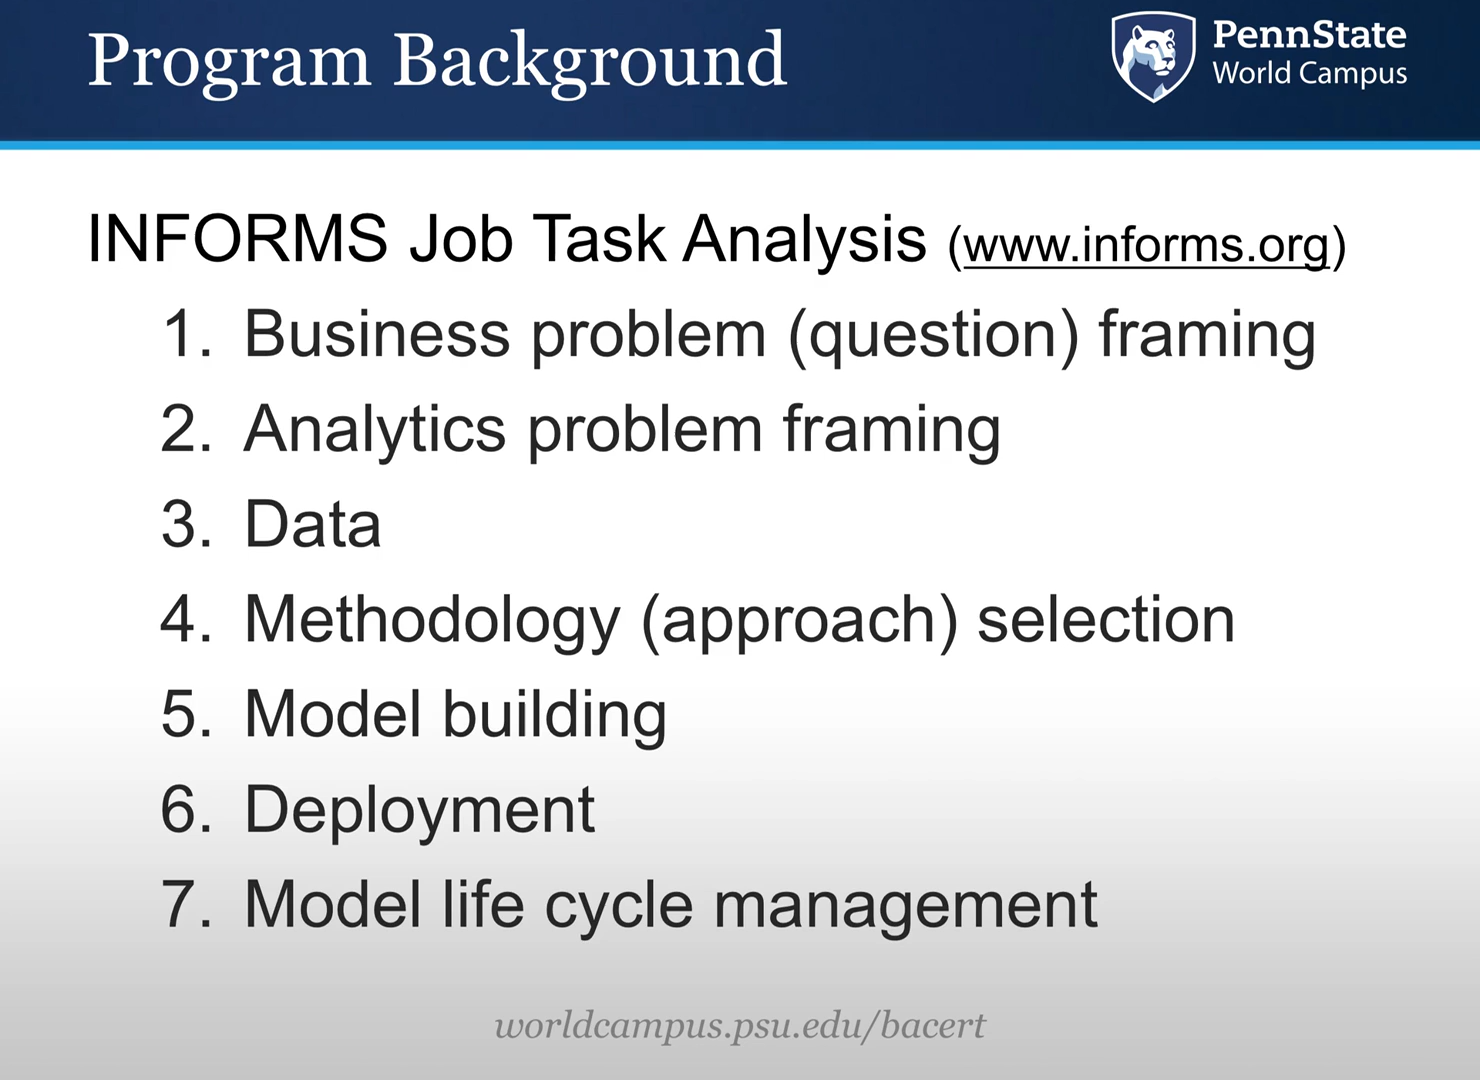 Program Background
PennState
World Campus
INFORMS Job Task Analysis (www.informs.org)
1. Business problem (question) framing
2. Analytics problem framing
3. Data
4. Methodology (approach) selection
5. Model building
6. Deployment
7. Model life cycle management
worldcampus.psu.edu/bacert